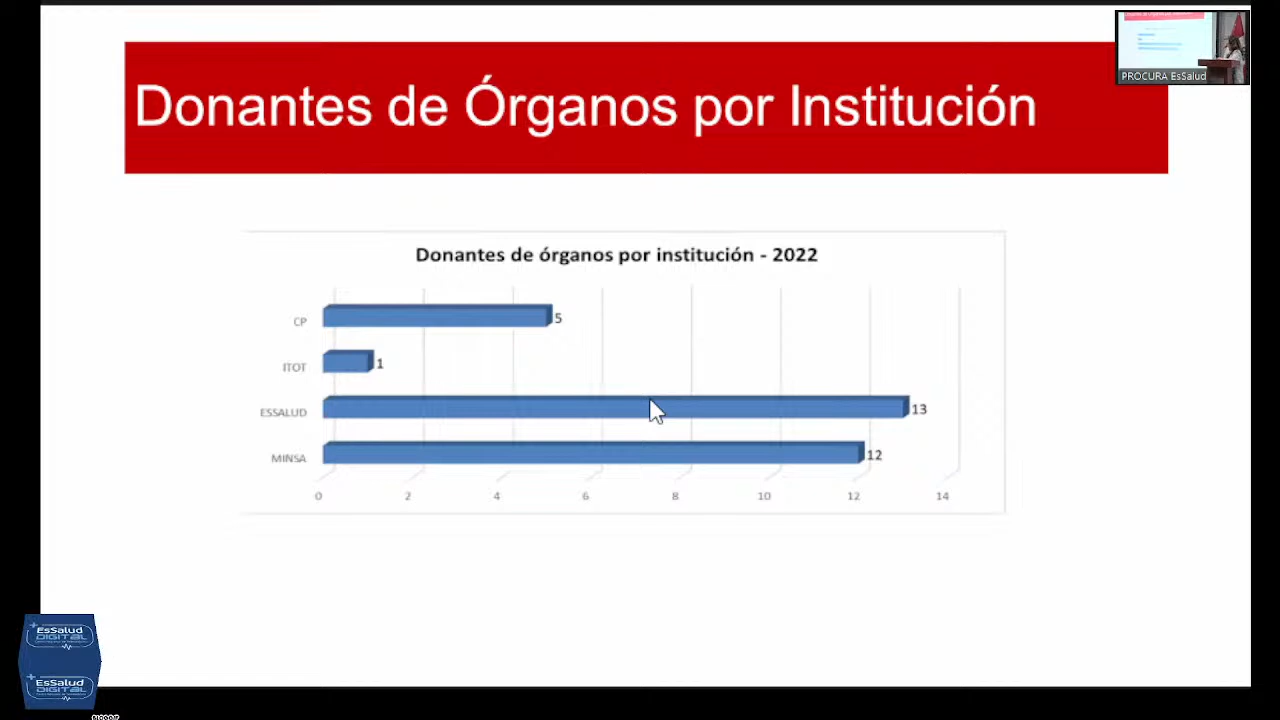 Donantes de Órganos por Institución
PROCURA EsSalud
Donantes de órganos por institución - 2022
CP
5
ITOT
1
ESSALUD
13
MINSA
12
0 2 4 6 8 10 12 14
EsSalud
DIGITAL
EsSalud
DIGITAL